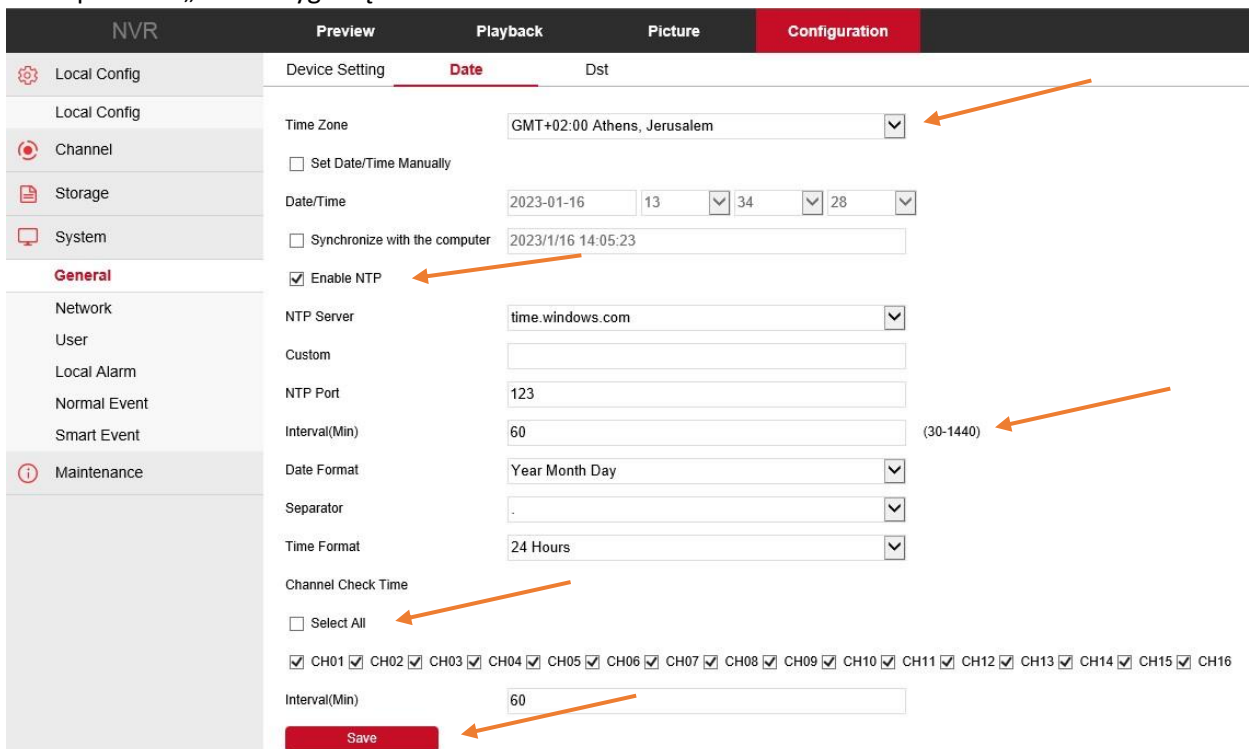 NVR Preview Playback Picture Configuration
Local Config
Local Config
Channel
Storage
System
General
Network
User
Local Alarm
Normal Event
Smart Event
Maintenance
Device Setting Date Dst
Time Zone GMT+02:00 Athens, Jerusalem
Set Date/Time Manually
Date/Time 2023-01-16 13 34 28
Synchronize with the computer 2023/1/16 14:05:23
Enable NTP
NTP Server time.windows.com
Custom
NTP Port 123
Interval(Min) 60 (30-1440)
Date Format Year Month Day
Separator .
Time Format 24 Hours
Channel Check Time
Select All
CH01 CH02 CH03 CH04 CH05 CH06 CH07 CH08 CH09 CH10 CH11 CH12 CH13 CH14 CH15 CH16
Interval(Min) 60
Save